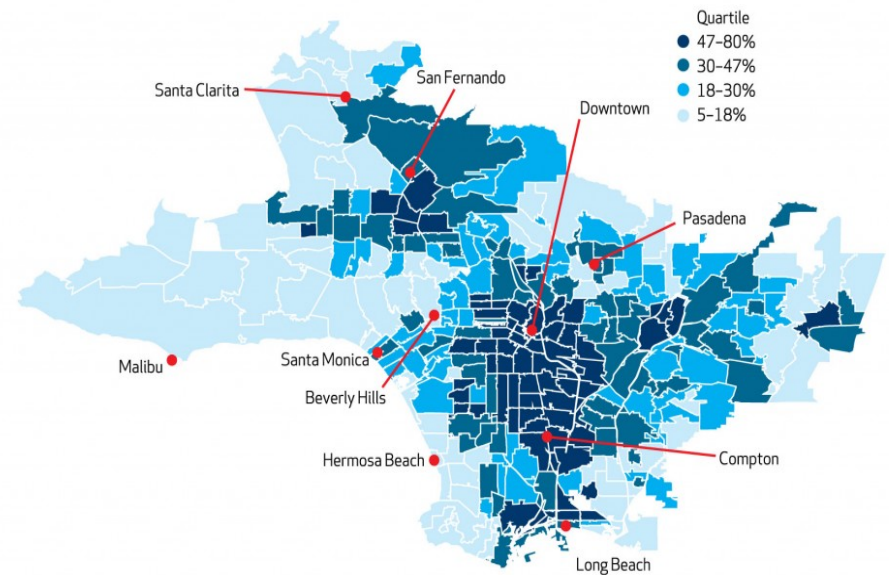 Quartile
47–80%
30–47%
18–30%
5–18%
San Fernando
Santa Clarita
Downtown
Pasadena
Malibu
Santa Monica
Beverly Hills
Hermosa Beach
Compton
Long Beach